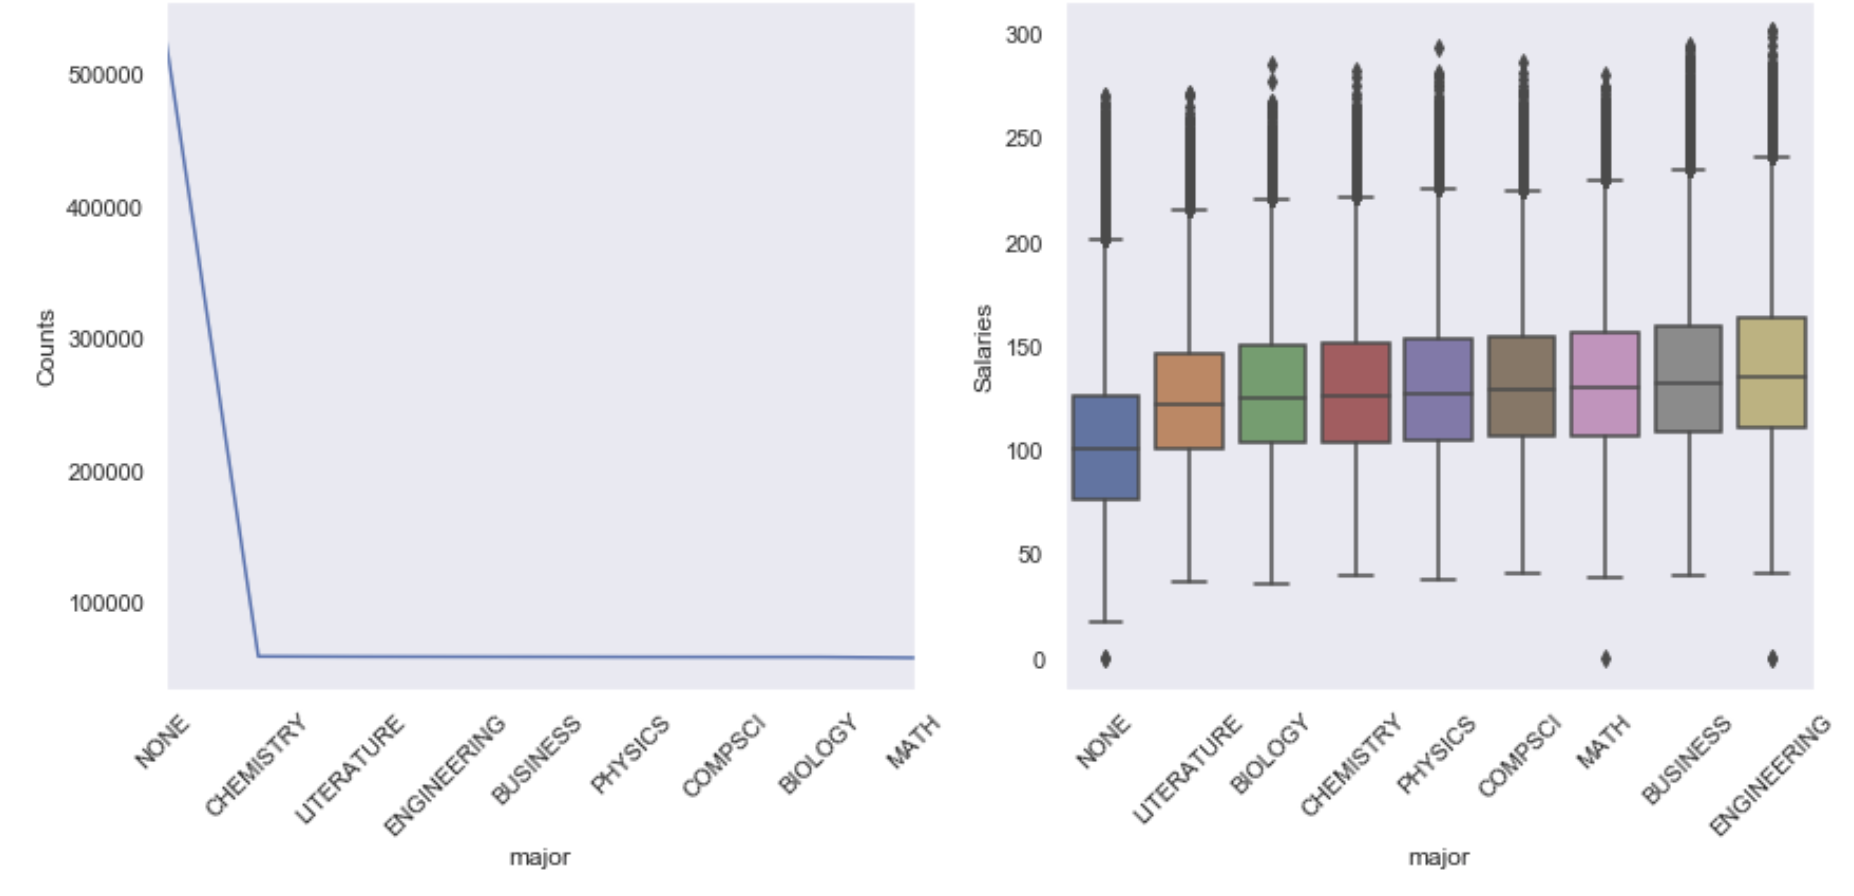 500000
400000
300000
200000
100000
Counts
NONE
CHEMISTRY
LITERATURE
ENGINEERING
BUSINESS
PHYSICS
COMPSCI
BIOLOGY
MATH
major
300
250
200
150
100
50
0
Salaries
NONE
LITERATURE
BIOLOGY
CHEMISTRY
PHYSICS
COMPSCI
MATH
BUSINESS
ENGINEERING
major